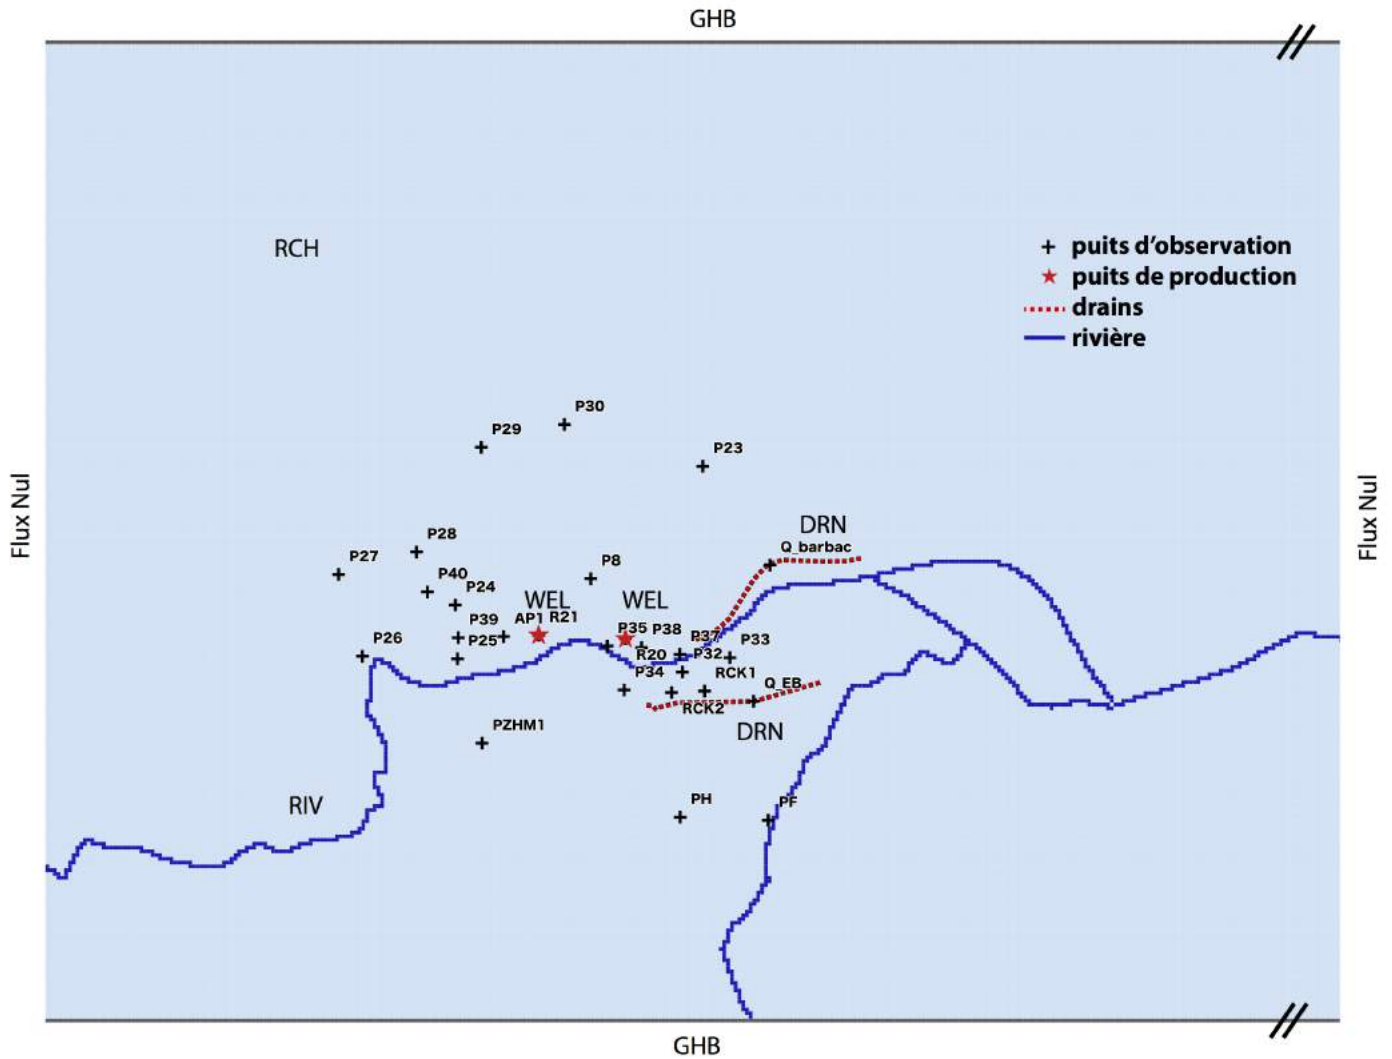 GHB
RCH
puits d'observation
puits de production
drains
rivière
P30
P29
P23
Flux Nul
Flux Nul
DRN
Q_barbac
P28
P27
P8
P40
P24
WEL
WEL
P39
AP1
R21
P35
P38
P37
P33
P26
P25
R20
P32
P34
RCK1
Q_EB
RCK2
PZHM1
DRN
PH
PF
RIV
GHB